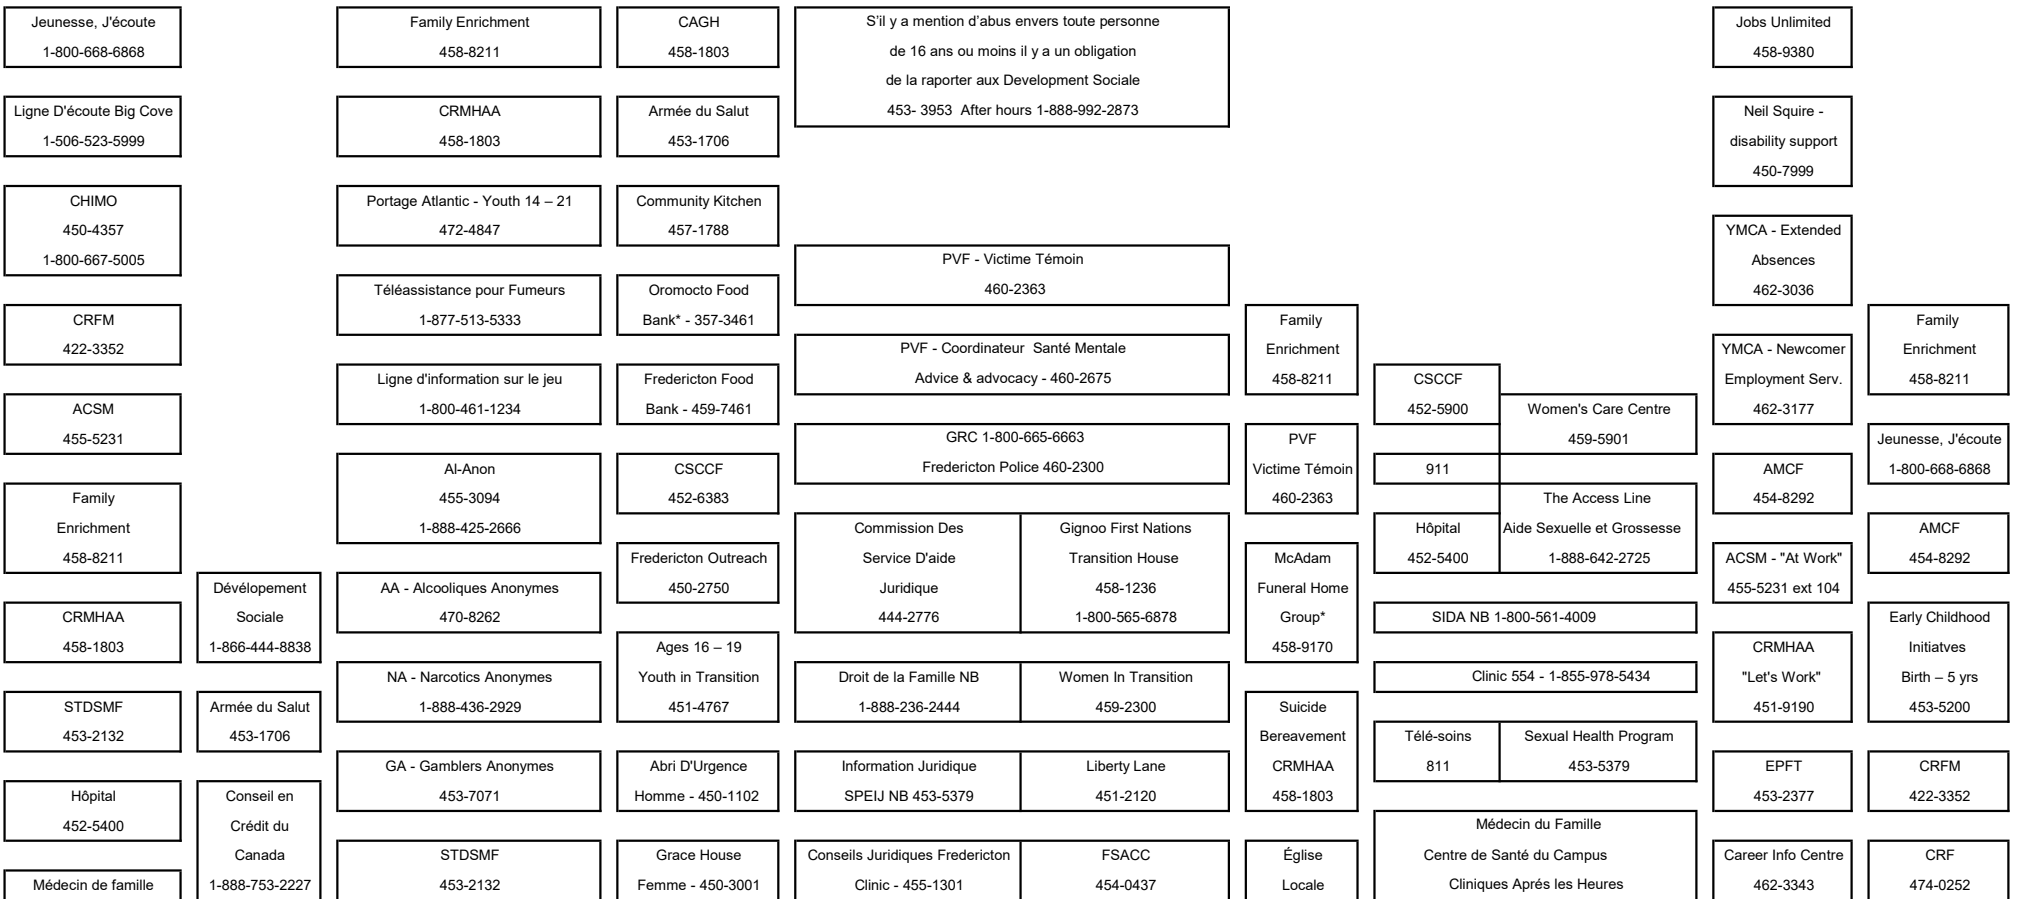 Jeunesse, J'écoute
1-800-668-6868
Ligne D'écoute Big Cove
1-506-523-5999
CHIMO
450-4357
1-800-667-5005
CRFM
422-3352
ACSM
455-5231
Family
Enrichment
458-8211
CRMHAA
458-1803
STDSMF
453-2132
Hôpital
452-5400
Médecin de famille
Dévélopement
Sociale
1-866-444-8838
Armée du Salut
453-1706
Conseil en
Crédit du
Canada
1-888-753-2227
Family Enrichment
458-8211
CRMHAA
458-1803
Portage Atlantic - Youth 14 – 21
472-4847
Téléassistance pour Fumeurs
1-877-513-5333
Ligne d'information sur le jeu
1-800-461-1234
Al-Anon
455-3094
1-888-425-2666
AA - Alcooliques Anonymes
470-8262
NA - Narcotics Anonymes
1-888-436-2929
GA - Gamblers Anonymes
453-7071
STDSMF
453-2132
CAGH
458-1803
Armée du Salut
453-1706
Community Kitchen
457-1788
Oromocto Food
Bank* - 357-3461
Fredericton Food
Bank - 459-7461
CSCCF
452-6383
Fredericton Outreach
450-2750
Ages 16 – 19
Youth in Transition
451-4767
Abri D'Urgence
Homme - 450-1102
Grace House
Femme - 450-3001
S'il y a mention d'abus envers toute personne
de 16 ans ou moins il y a un obligation
de la raporter aux Development Sociale
453- 3953 After hours 1-888-992-2873
PVF - Victime Témoin
460-2363
PVF - Coordinateur Santé Mentale
Advice & advocacy - 460-2675
GRC 1-800-665-6663
Fredericton Police 460-2300
Commission Des
Service D'aide
Juridique
444-2776
Gignoo First Nations
Transition House
458-1236
1-800-565-6878
Droit de la Famille NB
1-888-236-2444
Women In Transition
459-2300
Information Juridique
SPEIJ NB 453-5379
Liberty Lane
451-2120
Conseils Juridiques Fredericton
Clinic - 455-1301
FSACC
454-0437
Family
Enrichment
458-8211
PVF
Victime Témoin
460-2363
McAdam
Funeral Home
Group*
458-9170
Suicide
Bereavement
CRMHAA
458-1803
Église
Locale
CSCCF
452-5900
Women's Care Centre
459-5901
911
The Access Line
Aide Sexuelle et Grossesse
1-888-642-2725
Hôpital
452-5400
SIDA NB 1-800-561-4009
Clinic 554 - 1-855-978-5434
Télé-soins
811
Sexual Health Program
453-5379
Médecin du Famille
Centre de Santé du Campus
Cliniques Aprés les Heures
Jobs Unlimited
458-9380
Neil Squire -
disability support
450-7999
YMCA - Extended
Absences
462-3036
YMCA - Newcomer
Employment Serv.
462-3177
AMCF
454-8292
ACSM - "At Work"
455-5231 ext 104
CRMHAA
"Let's Work"
451-9190
EPFT
453-2377
Career Info Centre
462-3343
Family
Enrichment
458-8211
Jeunesse, J'écoute
1-800-668-6868
AMCF
454-8292
Early Childhood
Initiatves
Birth – 5 yrs
453-5200
CRFM
422-3352
CRF
474-0252